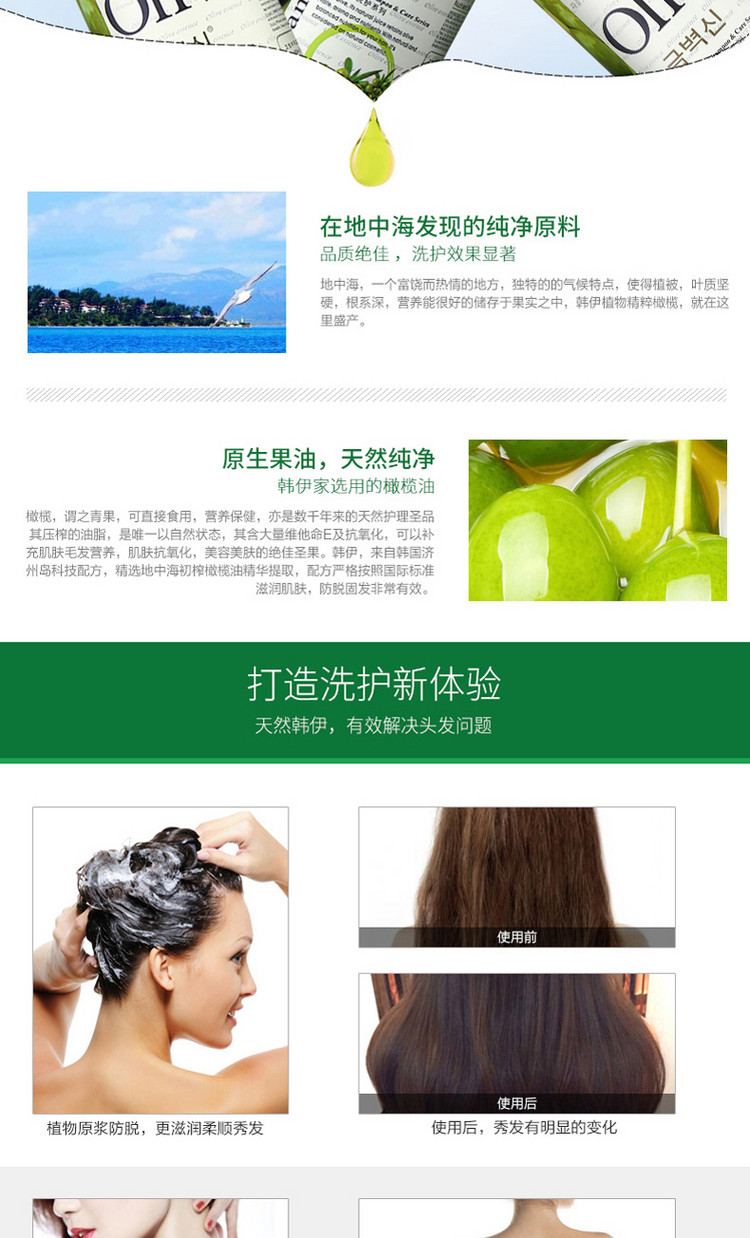 Oli
Shampoo & Care Series
금벽신
在地中海发现的纯净原料
品质绝佳，洗护效果显著
地中海，一个富饶而热情的地方，独特的的气候特点，使得植被，叶质坚
硬，根系深，营养能很好的储存于果实之中，韩伊植物精粹橄榄，就在这
里盛产。
原生果油，天然纯净
韩伊家选用的橄榄油
橄榄，谓之青果，可直接食用，营养保健，亦是数千年来的天然护理圣品
其压榨的油脂，是唯一以自然状态，其含大量维他命E及抗氧化，可以补
充肌肤毛发营养，肌肤抗氧化，美容美肤的绝佳圣果。韩伊，来自韩国济
州岛科技配方，精选地中海初榨橄榄油精华提取，配方严格按照国际标准
滋润肌肤，防脱固发非常有效。
打造洗护新体验
天然韩伊，有效解决头发问题
使用前
使用后
植物原浆防脱，更滋润柔顺秀发
使用后，秀发有明显的变化